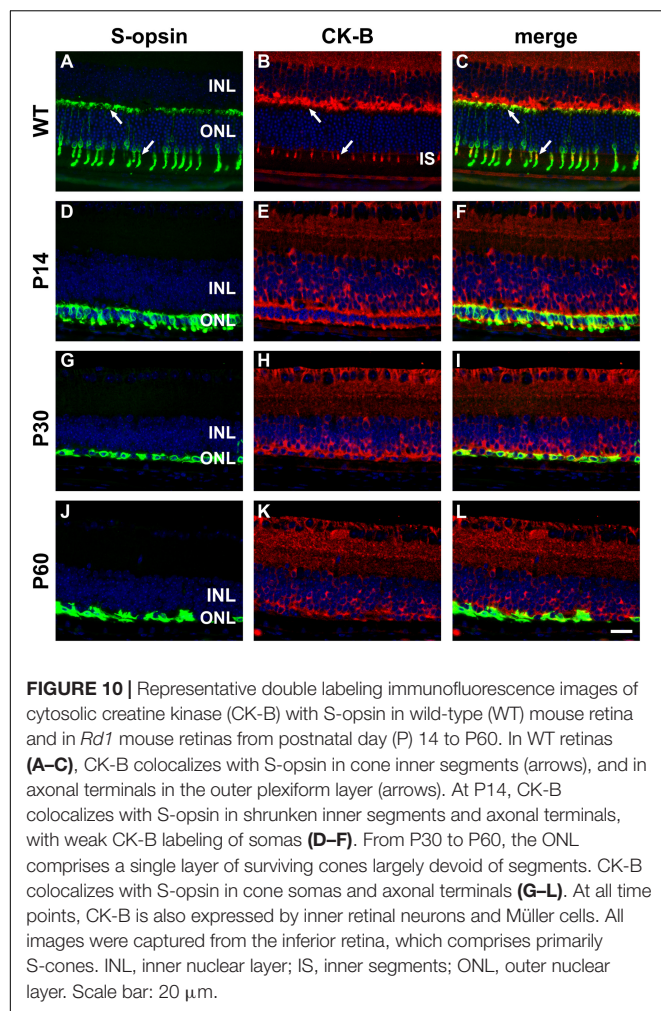 S-opsin CK-B merge
WT
A INL ONL
B IS
C
P14
D INL ONL
E
F
P30
G INL ONL
H
I
P60
J INL ONL
K
L
FIGURE 10 | Representative double labeling immunofluorescence images of
cytosolic creatine kinase (CK-B) with S-opsin in wild-type (WT) mouse retina
and in Rd1 mouse retinas from postnatal day (P) 14 to P60. In WT retinas
(A–C), CK-B colocalizes with S-opsin in cone inner segments (arrows), and in
axonal terminals in the outer plexiform layer (arrows). At P14, CK-B
colocalizes with S-opsin in shrunken inner segments and axonal terminals,
with weak CK-B labeling of somas (D–F). From P30 to P60, the ONL
comprises a single layer of surviving cones largely devoid of segments. CK-B
colocalizes with S-opsin in cone somas and axonal terminals (G–L). At all time
points, CK-B is also expressed by inner retinal neurons and Müller cells. All
images were captured from the inferior retina, which comprises primarily
S-cones. INL, inner nuclear layer; IS, inner segments; ONL, outer nuclear
layer. Scale bar: 20 μm.